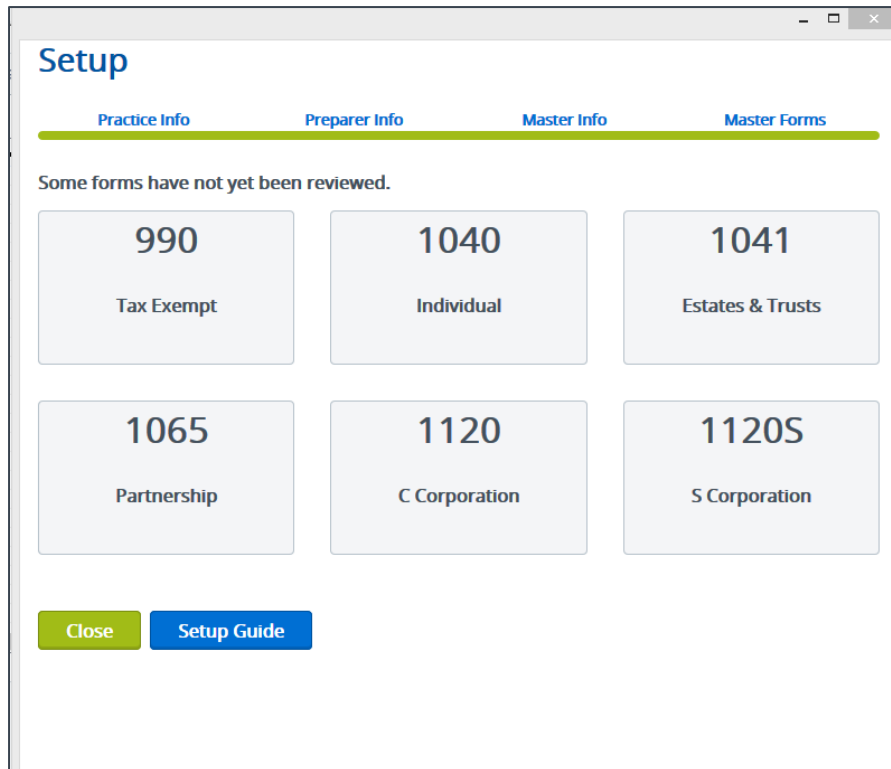 Setup
Practice Info Preparer Info Master Info Master Forms
Some forms have not yet been reviewed.
990 1040 1041
Tax Exempt Individual Estates & Trusts
1065 1120 1120S
Partnership C Corporation S Corporation
Close Setup Guide